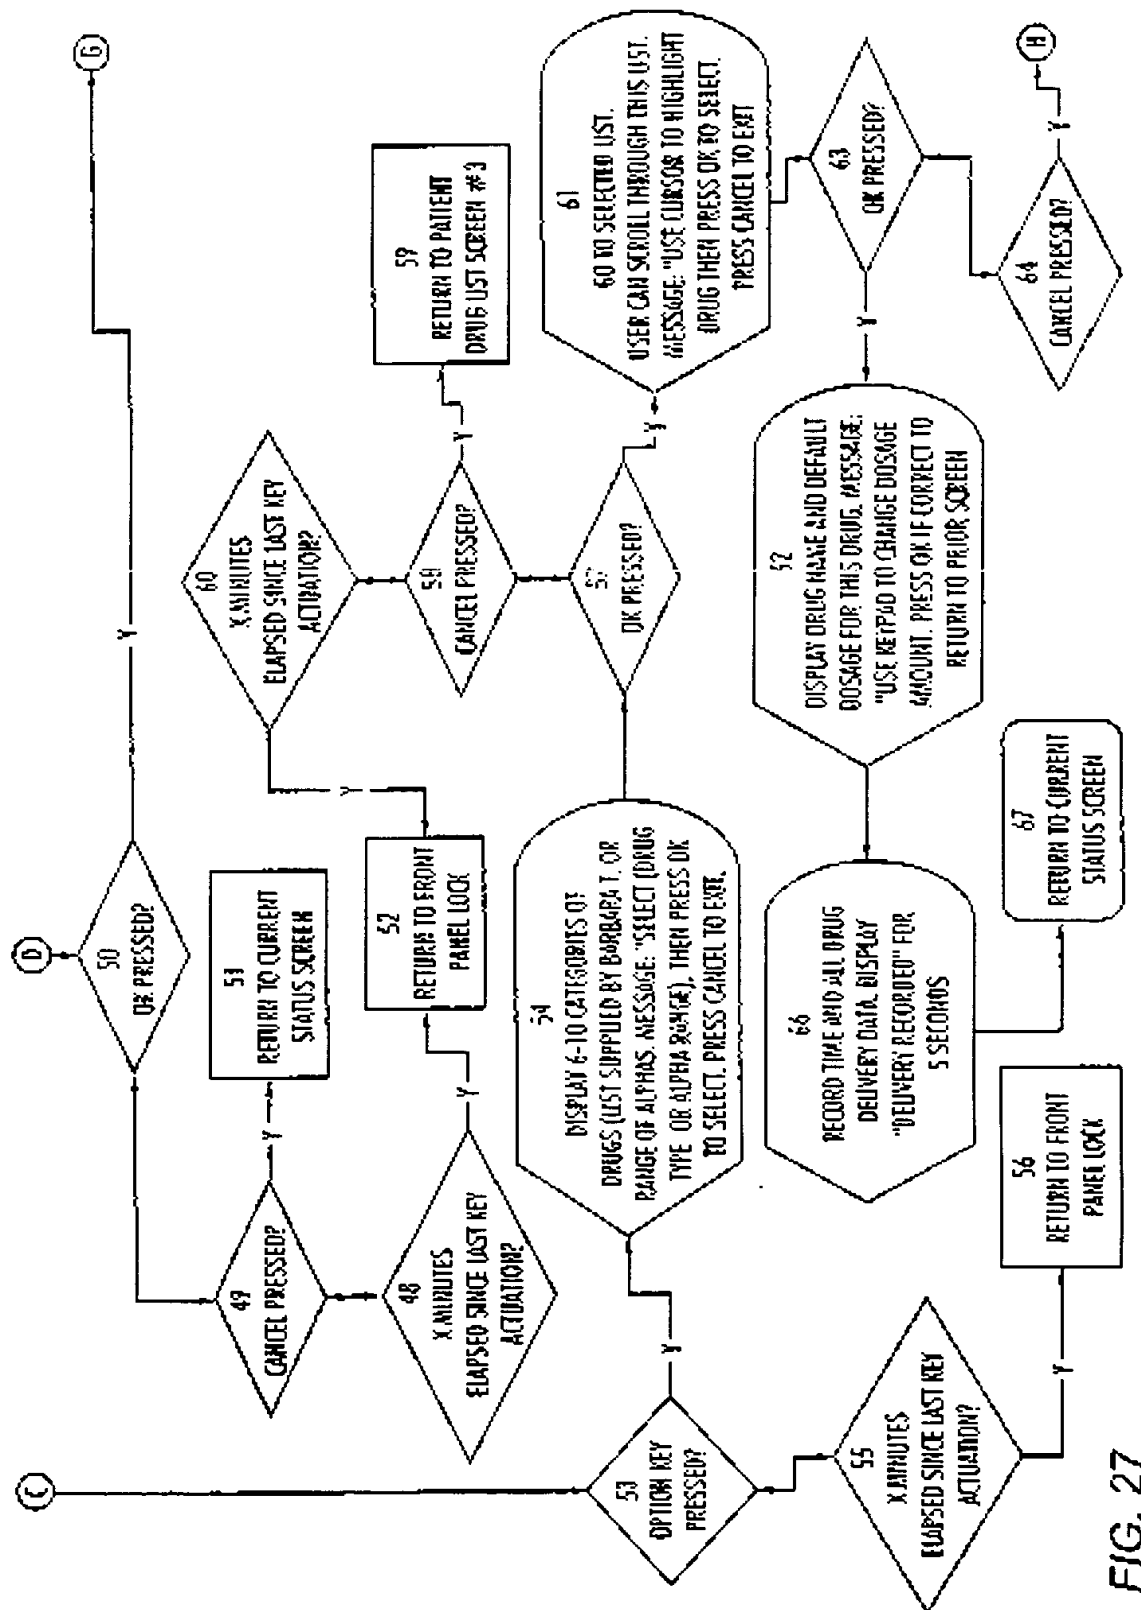 C
D
G
50
OK PRESSED?
Y
49
CANCEL PRESSED?
Y
51
RETURN TO CURRENT
STATUS SCREEN
48
X MINUTES
ELAPSED SINCE LAST KEY
ACTUATION?
Y
52
RETURN TO FRONT
PANEL LOCK
Y
60
X MINUTES
ELAPSED SINCE LAST KEY
ACTUATION?
58
CANCEL PRESSED?
Y
59
RETURN TO PATIENT
DRUG LIST SCREEN #3
53
OPTION KEY
PRESSED?
Y
54
DISPLAY 6-10 CATEGORIES OF
DRUGS (LIST SUPPLIED BY BARBARA T. OR
RANGE OF ALPHAS. MESSAGE: "SELECT (DRUG
TYPE OR ALPHA RANGE), THEN PRESS OK
TO SELECT. PRESS CANCEL TO EXIT.
57
OK PRESSED?
Y
61
GO TO SELECTED LIST.
USER CAN SCROLL THROUGH THIS LIST.
MESSAGE: "USE CURSOR TO HIGHLIGHT
DRUG THEN PRESS OK TO SELECT.
PRESS CANCEL TO EXIT
55
X MINUTES
ELAPSED SINCE LAST KEY
ACTUATION?
Y
56
RETURN TO FRONT
PANEL LOCK
66
RECORD TIME AND ALL DRUG
DELIVERY DATA. DISPLAY
"DELIVERY RECORDED" FOR
5 SECONDS
67
RETURN TO CURRENT
STATUS SCREEN
62
DISPLAY DRUG NAME AND DEFAULT
DOSAGE FOR THIS DRUG. MESSAGE:
"USE KEYPAD TO CHANGE DOSAGE
AMOUNT. PRESS OK IF CORRECT TO
RETURN TO PRIOR SCREEN
Y
63
OK PRESSED?
64
CANCEL PRESSED?
Y
H
FIG. 27